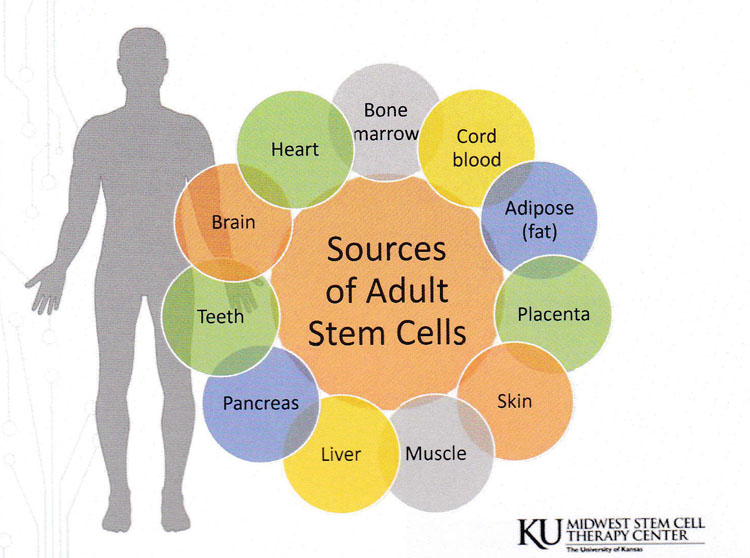 Sources
of Adult
Stem Cells
Bone
marrow
Cord
blood
Adipose
(fat)
Placenta
Skin
Muscle
Liver
Pancreas
Teeth
Brain
Heart
KU MIDWEST STEM CELL
THERAPY CENTER
The University of Kansas